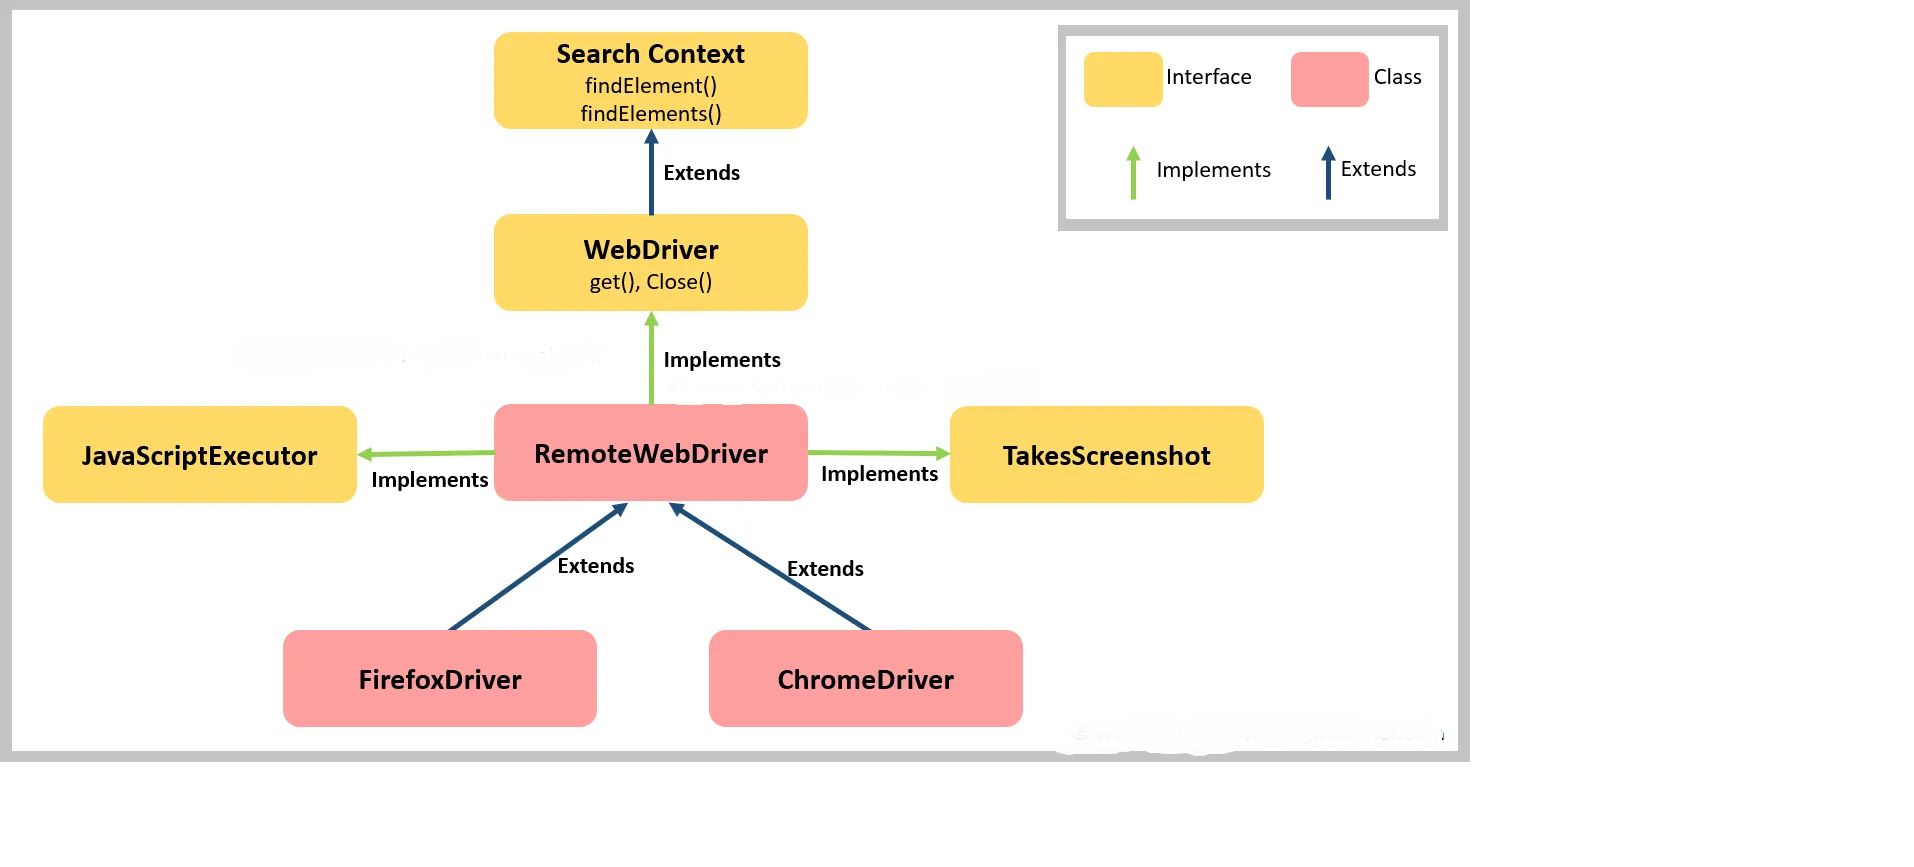 Search Context
findElement()
findElements()
Interface
Class
Implements
Extends
Extends
WebDriver
get(), Close()
Implements
JavaScriptExecutor
Implements
RemoteWebDriver
Implements
TakesScreenshot
Extends
Extends
FirefoxDriver
ChromeDriver